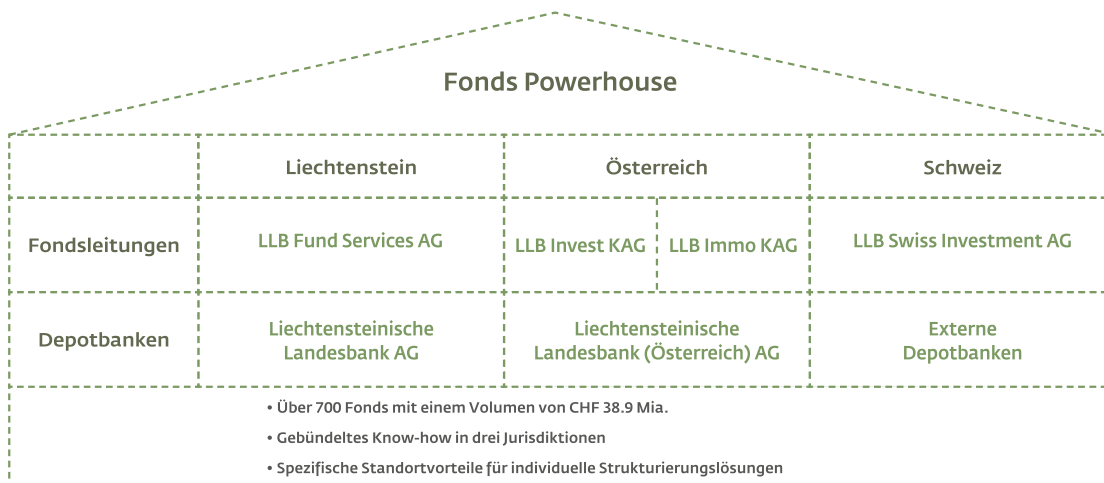 Fonds Powerhouse
Liechtenstein
Österreich
Schweiz
Fondsleitungen
LLB Fund Services AG
LLB Invest KAG
LLB Immo KAG
LLB Swiss Investment AG
Depotbanken
Liechtensteinische
Landesbank AG
Liechtensteinische
Landesbank (Österreich) AG
Externe
Depotbanken
• Über 700 Fonds mit einem Volumen von CHF 38.9 Mia.
• Gebündeltes Know-how in drei Jurisdiktionen
• Spezifische Standortvorteile für individuelle Strukturierungslösungen